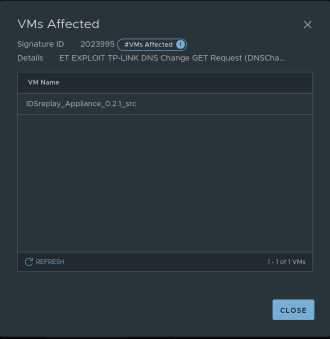 VMs Affected
Signature ID 2023995 #VMs Affected 1
Details ET EXPLOIT TP-LINK DNS Change GET Request (DNSCha...
VM Name
IDSreplay_Appliance_0.2.1_src
REFRESH 1 - 1 of 1 VMs
CLOSE